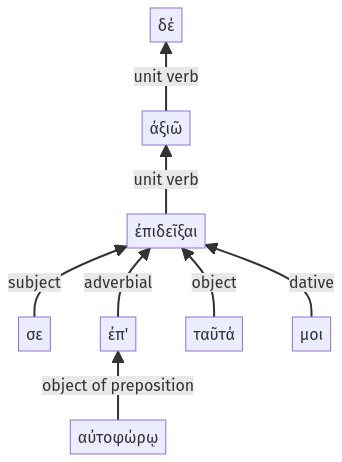 δέ
unit verb
ἀξιῶ
unit verb
ἐπιδεῖξαι
subject adverbial object dative
σε ἐπ' ταῦτά μοι
object of preposition
αὐτοφώρῳ